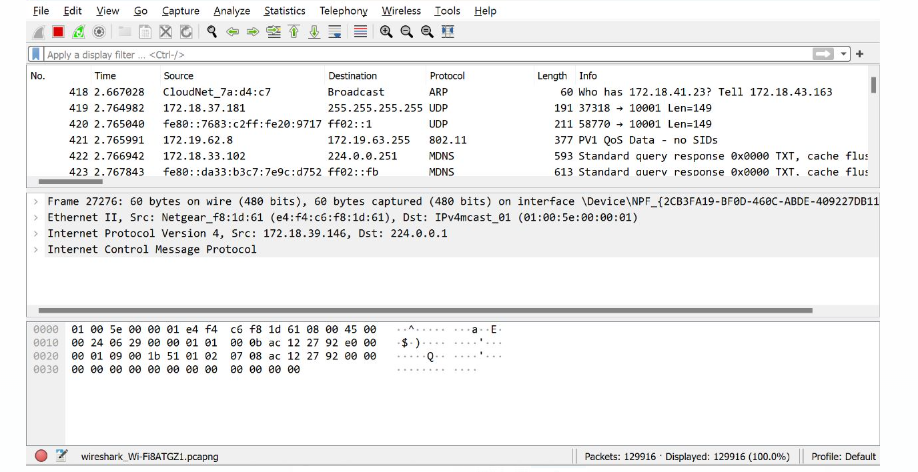 File Edit View Go Capture Analyze Statistics Telephony Wireless Tools Help
Apply a display filter ... <Ctrl-/>
No. Time Source Destination Protocol Length Info
418 2.667028 CloudNet_7a:d4:c7 Broadcast ARP 60 Who has 172.18.41.23? Tell 172.18.43.163
419 2.764982 172.18.37.181 255.255.255.255 UDP 191 37318 → 10001 Len=149
420 2.765040 fe80::7683:c2ff:fe20:9717 ff02::1 UDP 211 58770 → 10001 Len=149
421 2.765991 172.19.62.8 172.19.63.255 802.11 377 PV1 QoS Data - no SIDs
422 2.766942 172.18.33.102 224.0.0.251 MDNS 593 Standard query response 0x0000 TXT, cache flus
423 2.767843 fe80::da33:b3c7:7e9c:d752 ff02::fb MDNS 613 Standard query response 0x0000 TXT, cache flus
> Frame 27276: 60 bytes on wire (480 bits), 60 bytes captured (480 bits) on interface \Device\NPF_{2CB3FA19-BF0D-460C-ABDE-409227DB11
> Ethernet II, Src: Netgear_f8:1d:61 (e4:f4:c6:f8:1d:61), Dst: IPv4mcast_01 (01:00:5e:00:00:01)
> Internet Protocol Version 4, Src: 172.18.39.146, Dst: 224.0.0.1
> Internet Control Message Protocol
0000 01 00 5e 00 00 01 e4 f4 c6 f8 1d 61 08 00 45 00 ··^····· ···a··E·
0010 00 24 06 29 00 00 01 01 00 0b ac 12 27 92 e0 00 ·$·)···· ····'···
0020 00 01 09 00 1b 51 01 02 07 08 ac 12 27 92 00 00 ·····Q·· ····'···
0030 00 00 00 00 00 00 00 00 00 00 00 00 ········ ····
wireshark_Wi-Fi8ATGZ1.pcapng Packets: 129916 · Displayed: 129916 (100.0%) Profile: Default